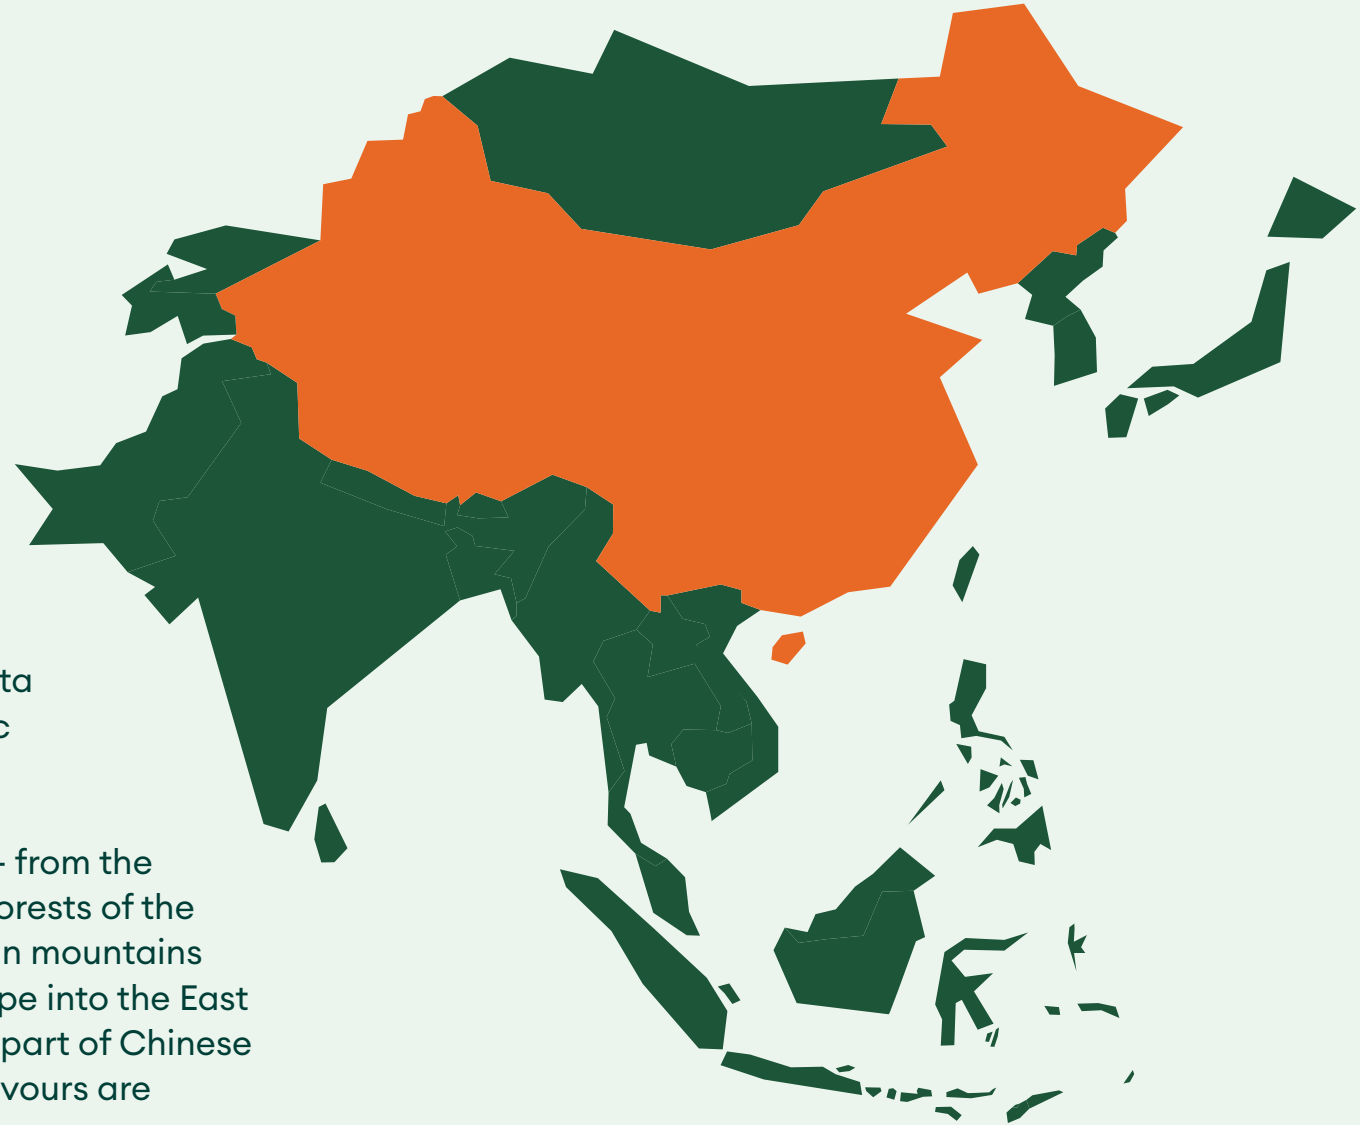 ta
c
- from the
orests of the
n mountains
pe into the East
part of Chinese
vours are